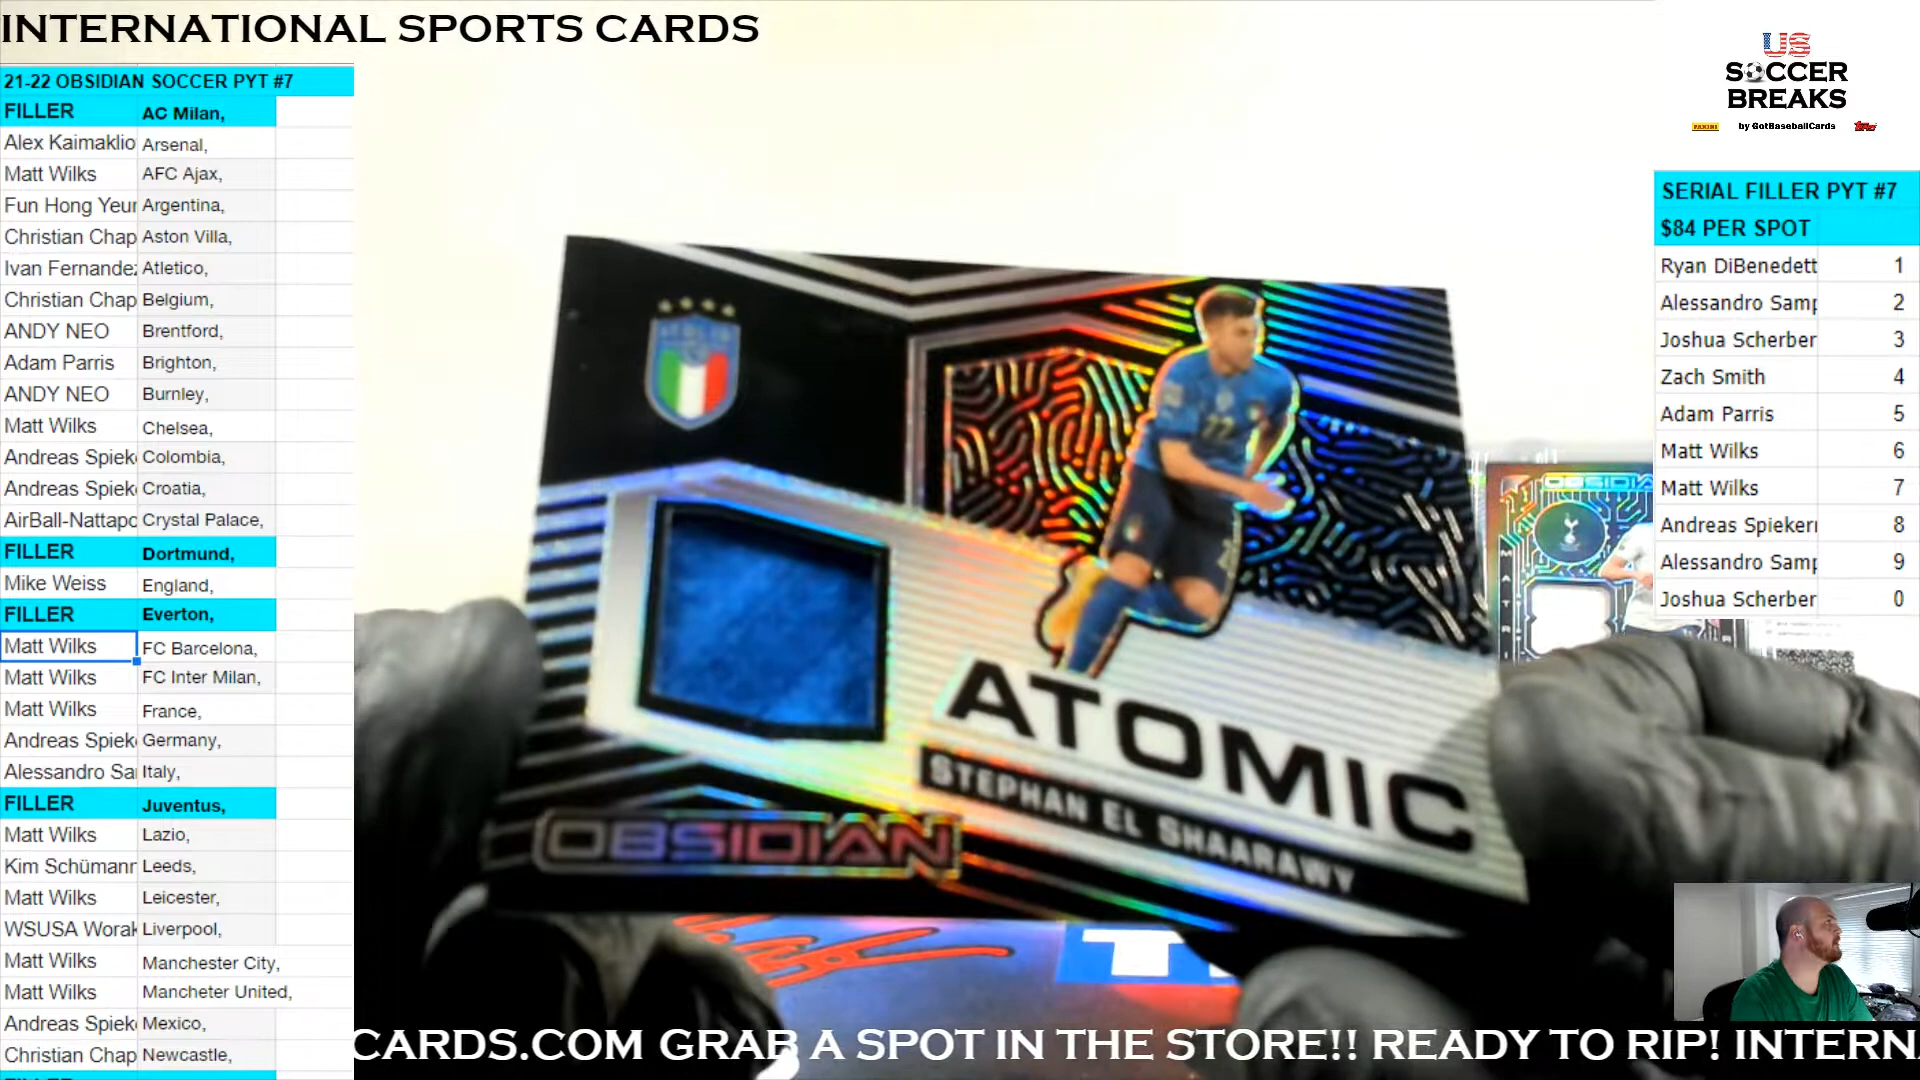 INTERNATIONAL SPORTS CARDS
21-22 OBSIDIAN SOCCER PYT #7
FILLER AC Milan,
Alex Kaimaklio Arsenal,
Matt Wilks AFC Ajax,
Fun Hong Yeur Argentina,
Christian Chap Aston Villa,
Ivan Fernandez Atletico,
Christian Chap Belgium,
ANDY NEO Brentford,
Adam Parris Brighton,
ANDY NEO Burnley,
Matt Wilks Chelsea,
Andreas Spiek Colombia,
Andreas Spiek Croatia,
AirBall-Nattapo Crystal Palace,
FILLER Dortmund,
Mike Weiss England,
FILLER Everton,
Matt Wilks FC Barcelona,
Matt Wilks FC Inter Milan,
Matt Wilks France,
Andreas Spiek Germany,
Alessandro Sa Italy,
FILLER Juventus,
Matt Wilks Lazio,
Kim Schümann Leeds,
Matt Wilks Leicester,
WSUSA Worak Liverpool,
Matt Wilks Manchester City,
Matt Wilks Mancheter United,
Andreas Spiek Mexico,
Christian Chap Newcastle,
US
SOCCER
BREAKS
PANINI by GotBaseballCards Topps
SERIAL FILLER PYT #7
$84 PER SPOT
Ryan DiBenedett 1
Alessandro Samp 2
Joshua Scherber 3
Zach Smith 4
Adam Parris 5
Matt Wilks 6
Matt Wilks 7
Andreas Spiekern 8
Alessandro Samp 9
Joshua Scherber 0
22
ATOMIC
STEPHAN EL SHAARAWY
OBSIDIAN
OBSIDIA
CARDS.COM GRAB A SPOT IN THE STORE!! READY TO RIP! INTERNA